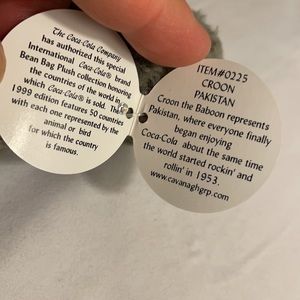 The Coca-Cola Company
has authorized this special
International Coca-Cola® brand
Bean Bag Plush collection honoring
the countries of the world in
which Coca-Cola® is sold. The
1999 edition features 50 countries
with each one represented by the
animal or bird
for which the country
is famous.
ITEM#0225
CROON
PAKISTAN
Croon the Baboon represents
Pakistan, where everyone finally
began enjoying
Coca-Cola about the same time
the world started rockin' and
rollin' in 1953.
www.cavanaghgrp.com